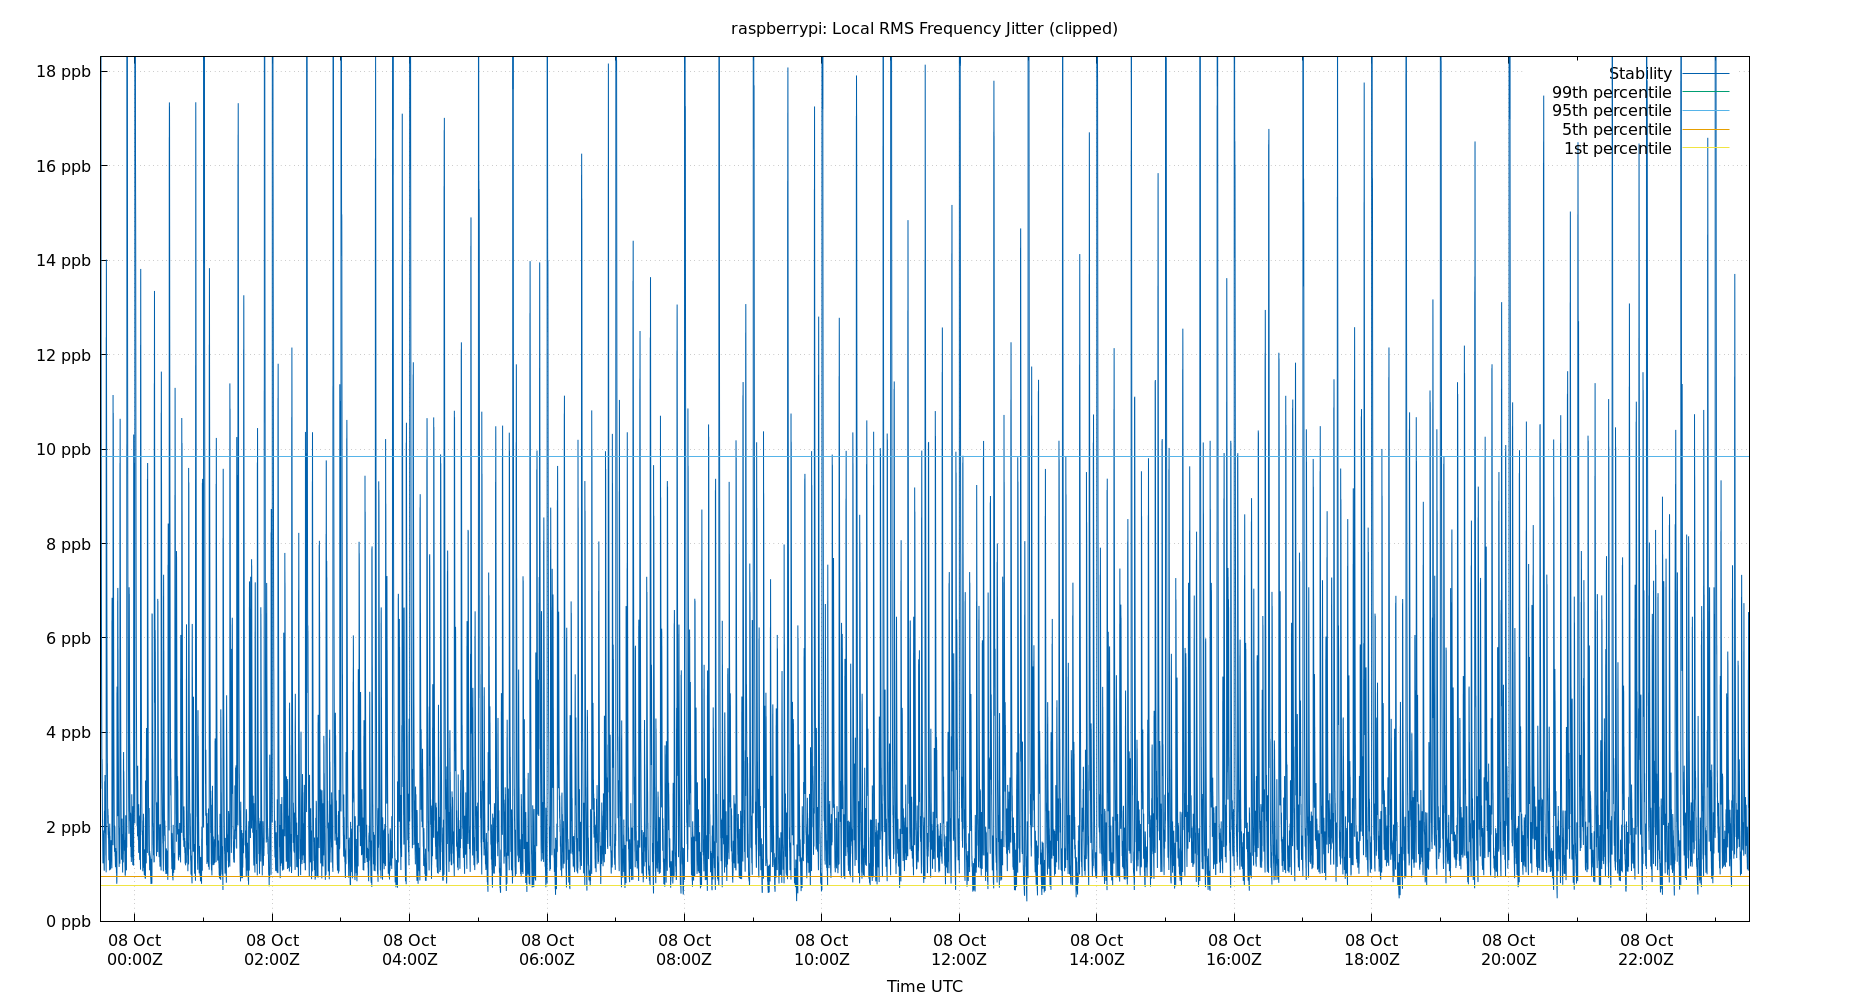 raspberrypi: Local RMS Frequency Jitter (clipped)
18 ppb
16 ppb
14 ppb
12 ppb
10 ppb
8 ppb
6 ppb
4 ppb
2 ppb
0 ppb
Stability
99th percentile
95th percentile
5th percentile
1st percentile
08 Oct 08 Oct 08 Oct 08 Oct 08 Oct 08 Oct 08 Oct 08 Oct 08 Oct 08 Oct 08 Oct 08 Oct
00:00Z 02:00Z 04:00Z 06:00Z 08:00Z 10:00Z 12:00Z 14:00Z 16:00Z 18:00Z 20:00Z 22:00Z
Time UTC